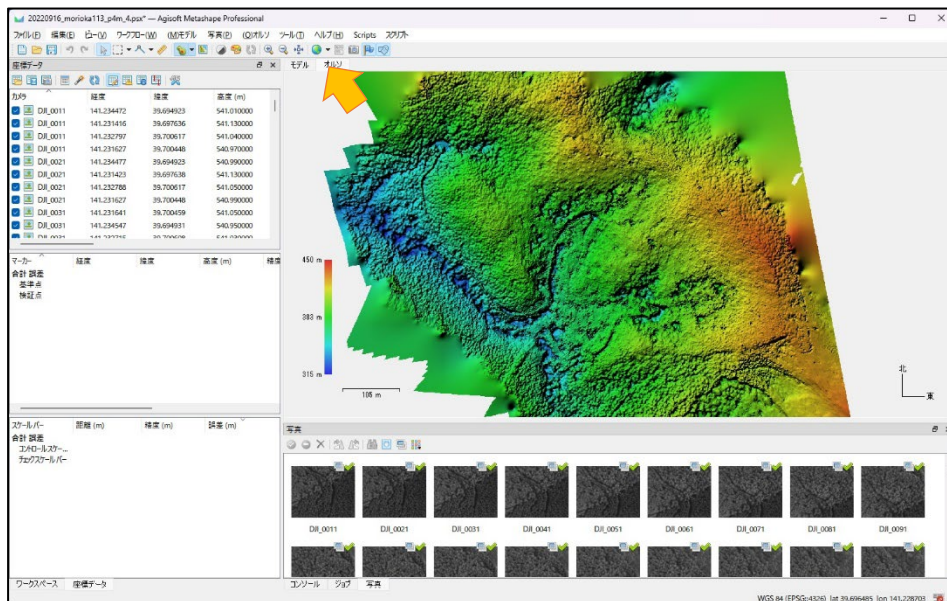 20220916_morioka113_p4m_4.psx* — Agisoft Metashape Professional
ファイル(F) 編集(E) ビュー(V) ワークフロー(W) (M)モデル 写真(P) (O)オルソ ツール(T) ヘルプ(H) Scripts スクリプト
座標データ
カメラ 経度 緯度 高度 (m)
DJI_0011 141.234472 39.694923 541.010000
DJI_0011 141.231416 39.697636 541.130000
DJI_0011 141.232797 39.700617 541.040000
DJI_0011 141.231627 39.700448 540.970000
DJI_0021 141.234477 39.694923 540.990000
DJI_0021 141.231423 39.697638 541.130000
DJI_0021 141.232788 39.700617 541.050000
DJI_0021 141.231627 39.700448 540.990000
DJI_0031 141.231641 39.700459 541.050000
DJI_0031 141.234547 39.694931 540.950000
マーカー 経度 緯度 高度 (m) 精度
合計 誤差
基準点
検証点
スケールバー 距離 (m) 精度 (m) 誤差 (m)
合計 誤差
コントロールスケー...
チェックスケールバー
ワークスペース 座標データ
モデル オルソ
450 m
383 m
315 m
105 m
北
東
写真
DJI_0011 DJI_0021 DJI_0031 DJI_0041 DJI_0051 DJI_0061 DJI_0071 DJI_0081 DJI_0091
コンソール ジョブ 写真
WGS 84 (EPSG::4326) lat 39.696485 lon 141.228703